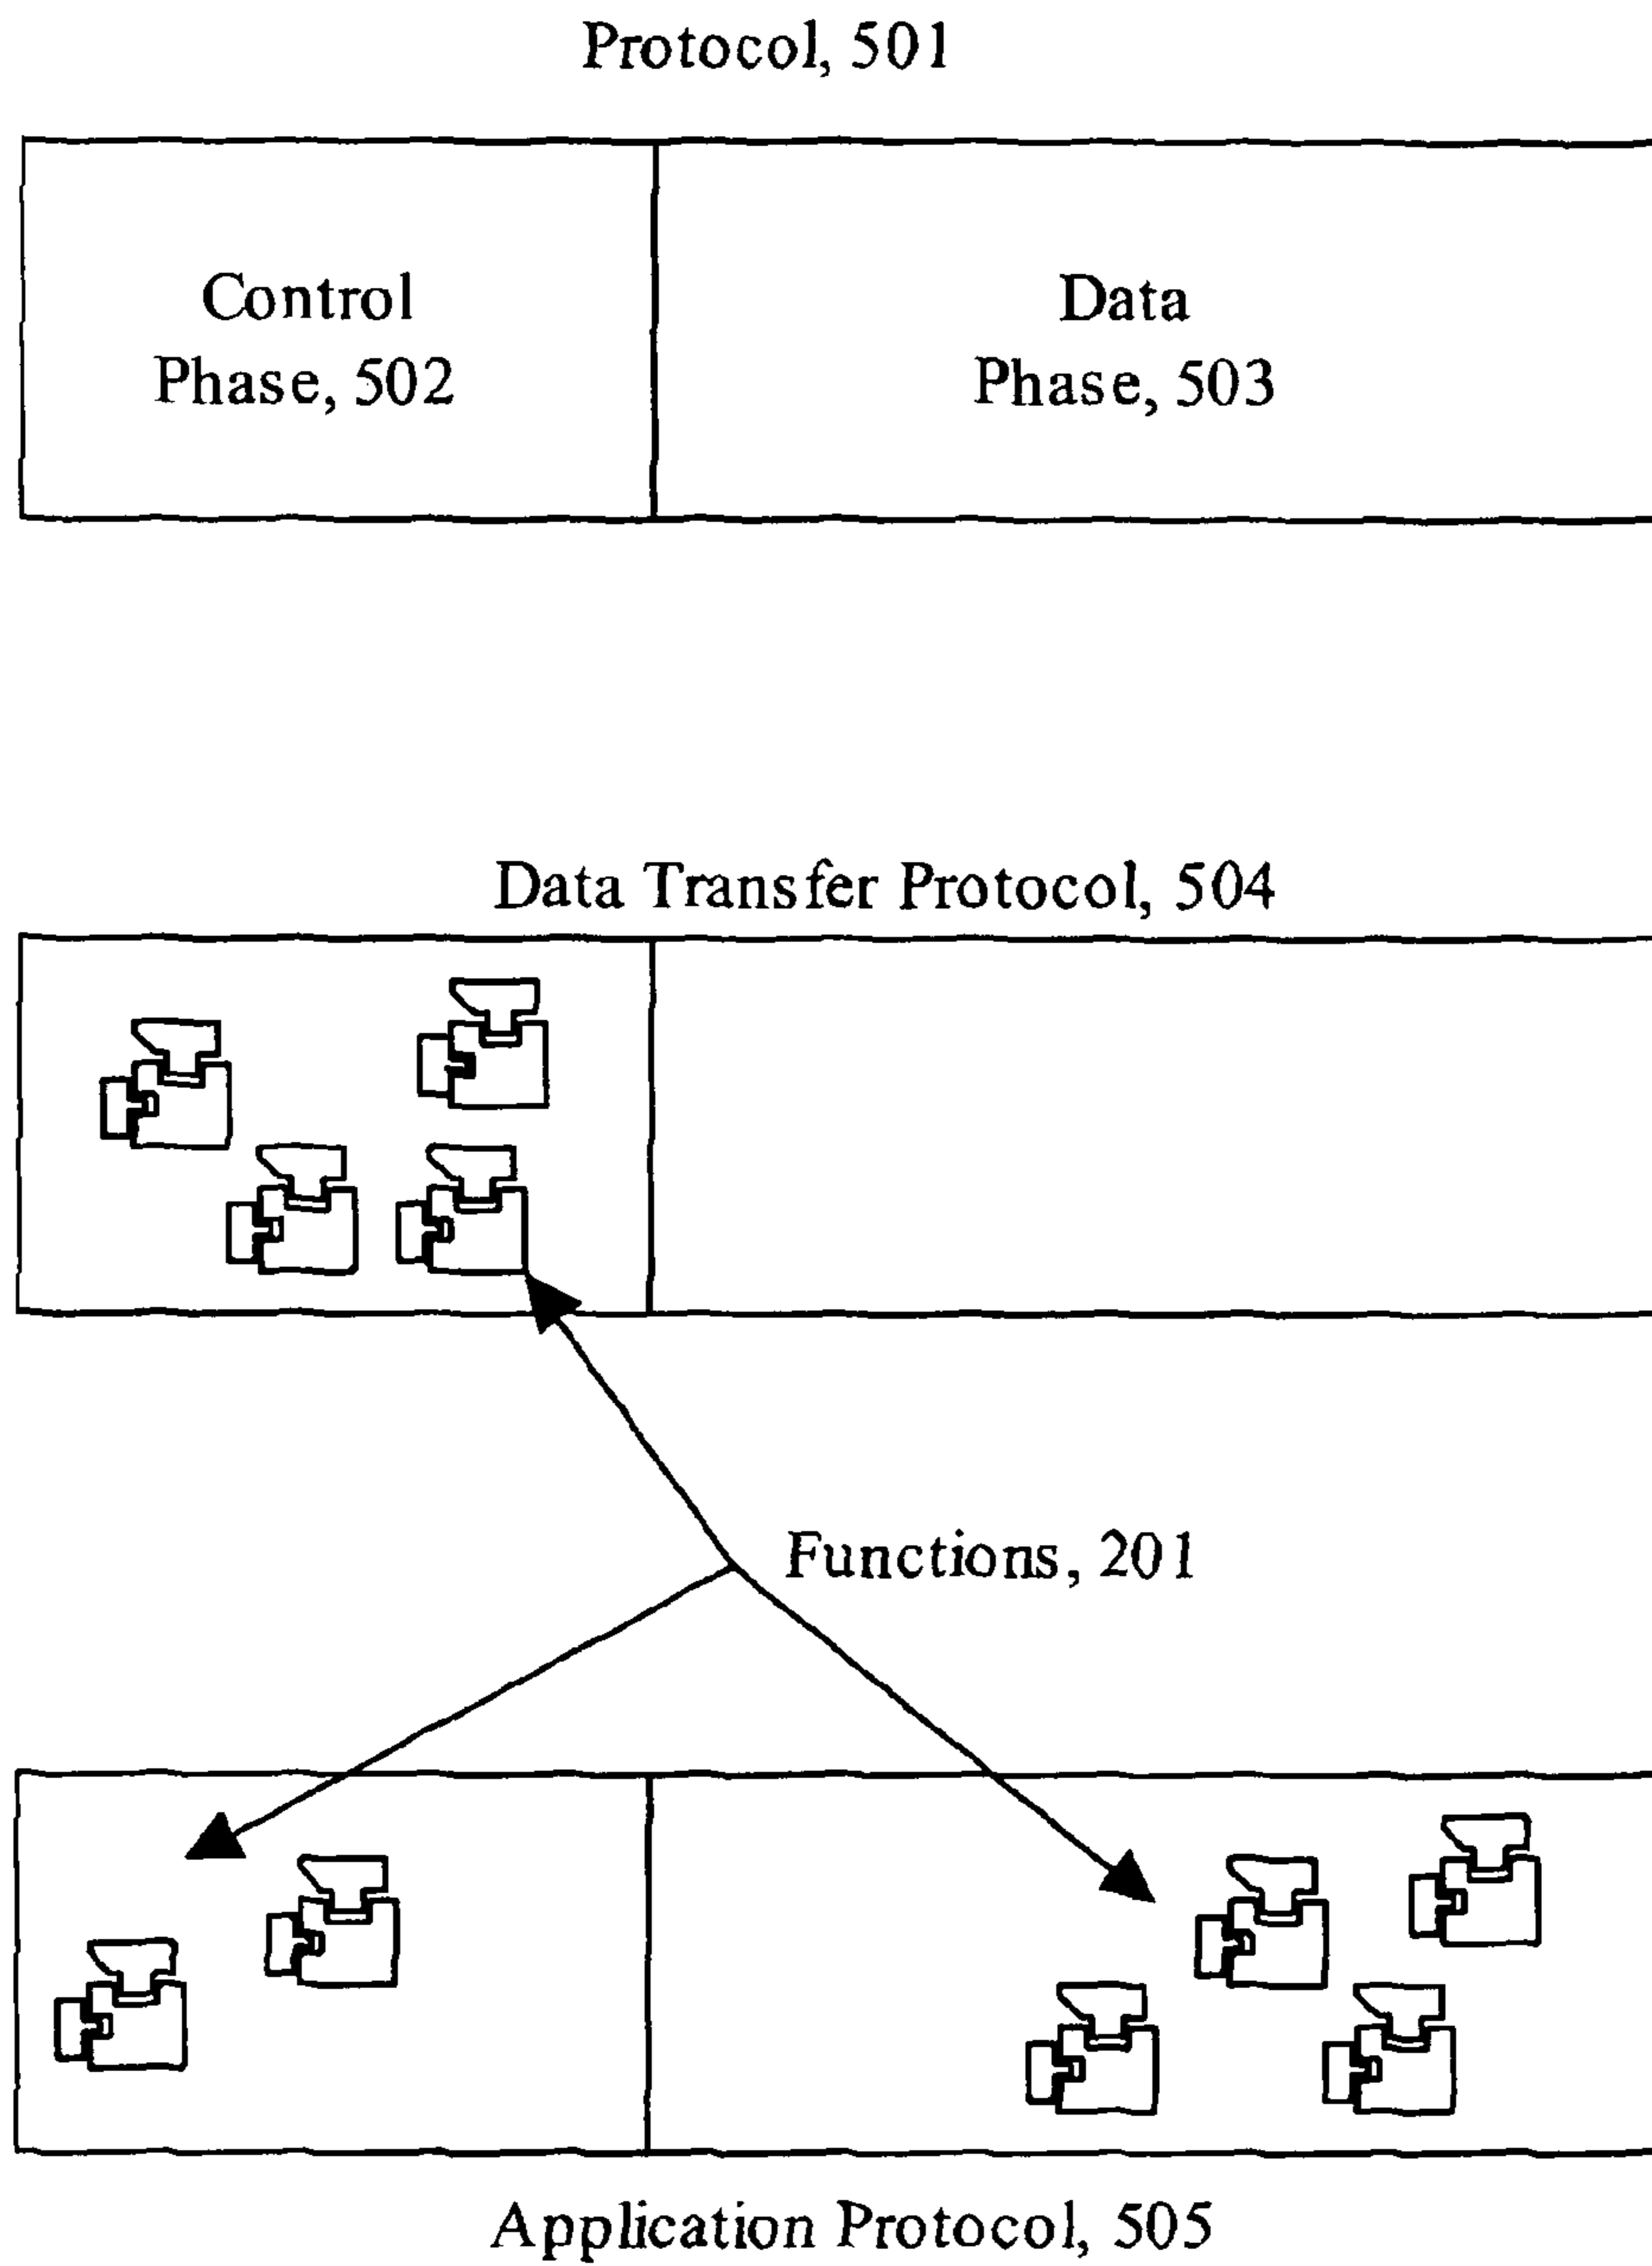 Protocol, 501
Control
Phase, 502
Data
Phase, 503
Data Transfer Protocol, 504
Functions, 201
Application Protocol, 505